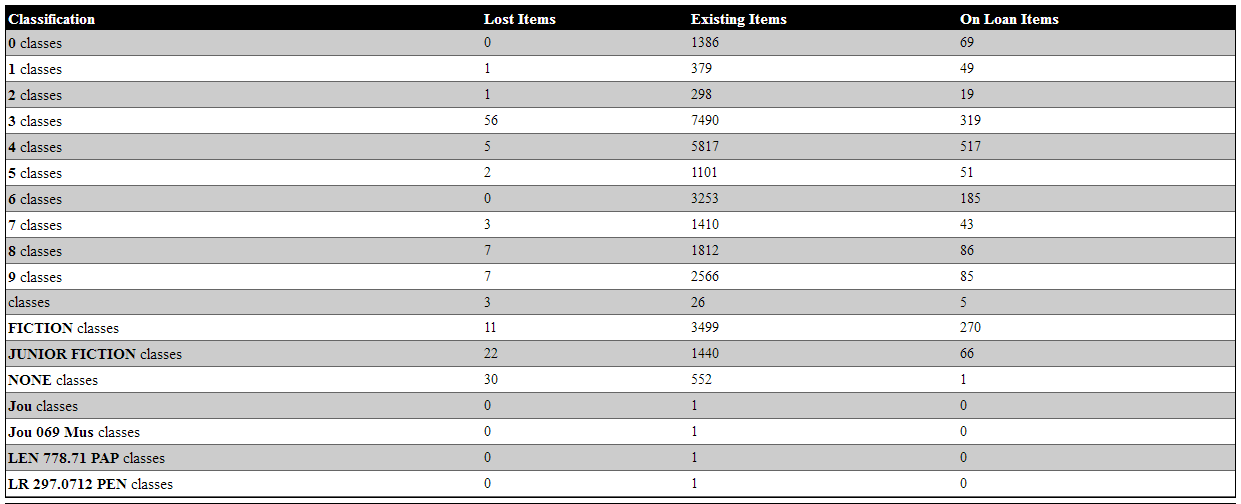 Classification Lost Items Existing Items On Loan Items
0 classes 0 1386 69
1 classes 1 379 49
2 classes 1 298 19
3 classes 56 7490 319
4 classes 5 5817 517
5 classes 2 1101 51
6 classes 0 3253 185
7 classes 3 1410 43
8 classes 7 1812 86
9 classes 7 2566 85
classes 3 26 5
FICTION classes 11 3499 270
JUNIOR FICTION classes 22 1440 66
NONE classes 30 552 1
Jou classes 0 1 0
Jou 069 Mus classes 0 1 0
LEN 778.71 PAP classes 0 1 0
LR 297.0712 PEN classes 0 1 0